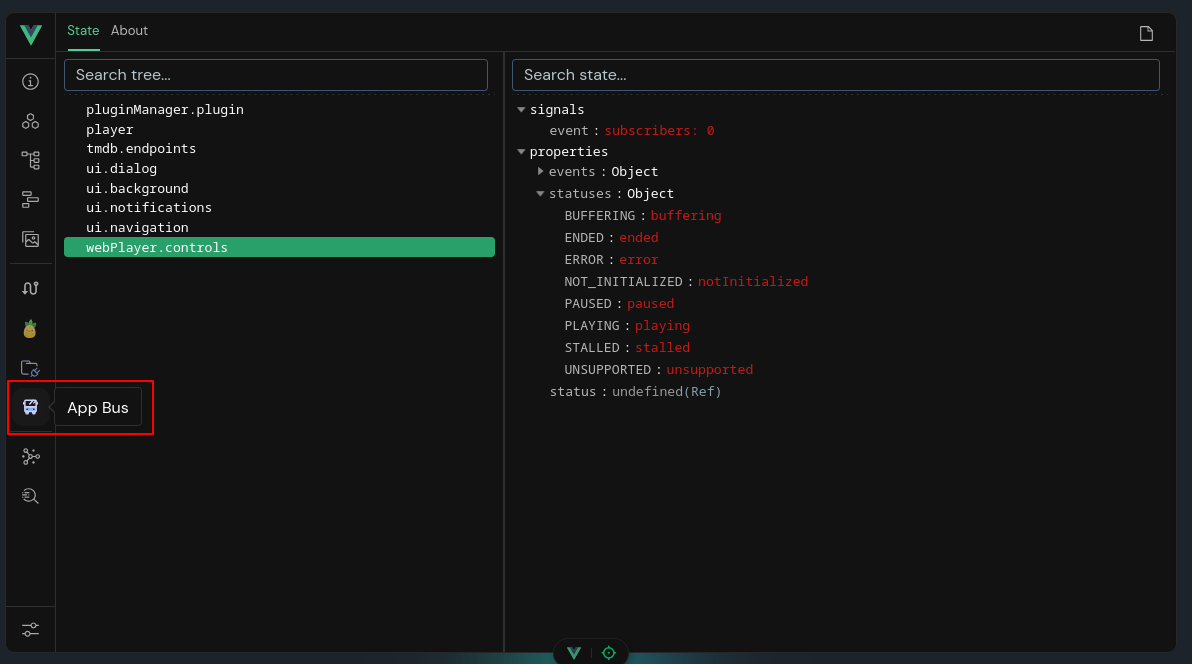 State About
Search tree...
pluginManager.plugin
player
tmdb.endpoints
ui.dialog
ui.background
ui.notifications
ui.navigation
webPlayer.controls
App Bus
Search state...
signals
event : subscribers: 0
properties
events : Object
statuses : Object
BUFFERING : buffering
ENDED : ended
ERROR : error
NOT_INITIALIZED : notInitialized
PAUSED : paused
PLAYING : playing
STALLED : stalled
UNSUPPORTED : unsupported
status : undefined(Ref)